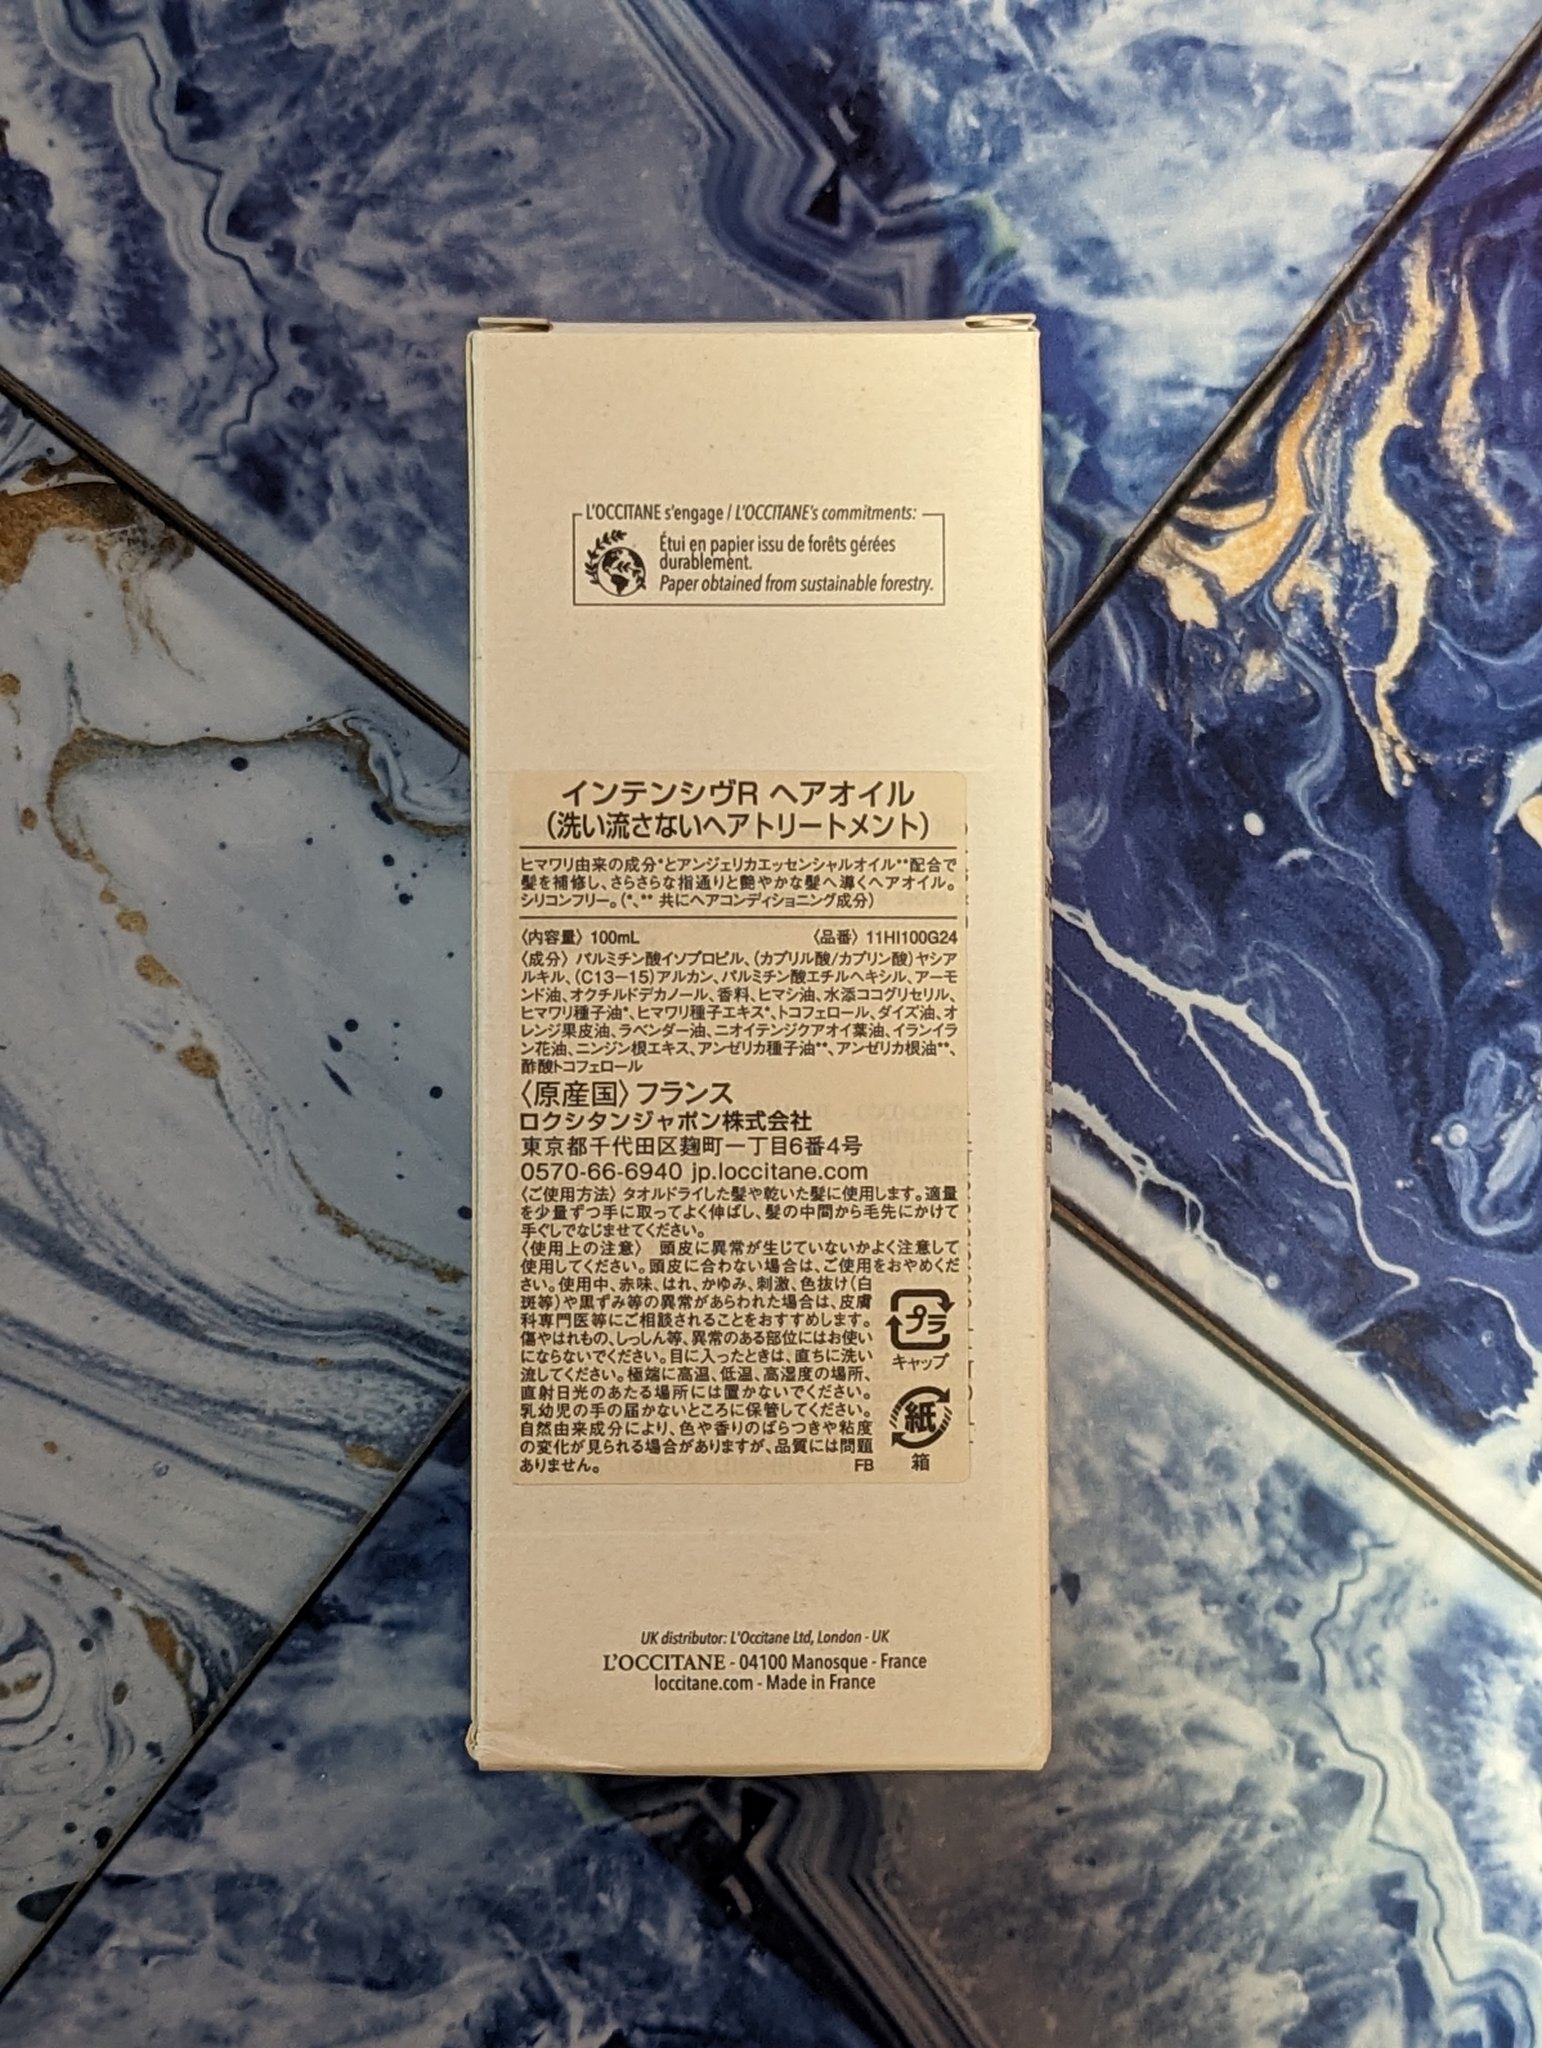 L'OCCITANE s'engage / L'OCCITANE's commitments:
Étui en papier issu de forêts gérées
durablement.
Paper obtained from sustainable forestry.
インテンシヴR ヘアオイル
(洗い流さないヘアトリートメント)
ヒマワリ由来の成分*とアンジェリカエッセンシャルオイル**配合で
髪を補修し、さらさらな指通りと艶やかな髪へ導くヘアオイル。
シリコンフリー。(*、** 共にヘアコンディショニング成分)
〈内容量〉 100mL 〈品番〉 11HI100G24
〈成分〉 パルミチン酸イソプロピル、(カプリル酸/カプリン酸)ヤシア
ルキル、(C13−15)アルカン、パルミチン酸エチルヘキシル、アーモ
ンド油、オクチルドデカノール、香料、ヒマシ油、水添ココグリセリル、
ヒマワリ種子油*、ヒマワリ種子エキス*、トコフェロール、ダイズ油、オ
レンジ果皮油、ラベンダー油、ニオイテンジクアオイ葉油、イランイラ
ン花油、ニンジン根エキス、アンゼリカ種子油**、アンゼリカ根油**、
酢酸トコフェロール
〈原産国〉フランス
ロクシタンジャポン株式会社
東京都千代田区麹町一丁目6番4号
0570-66-6940 jp.loccitane.com
〈ご使用方法〉 タオルドライした髪や乾いた髪に使用します。適量
を少量ずつ手に取ってよく伸ばし、髪の中間から毛先にかけて
手ぐしでなじませてください。
〈使用上の注意〉 頭皮に異常が生じていないかよく注意して
使用してください。頭皮に合わない場合は、ご使用をおやめくだ
さい。使用中、赤味、はれ、かゆみ、刺激、色抜け(白
斑等)や黒ずみ等の異常があらわれた場合は、皮膚
科専門医等にご相談されることをおすすめします。
傷やはれもの、しっしん等、異常のある部位にはお使い
にならないでください。目に入ったときは、直ちに洗い
流してください。極端に高温、低温、高湿度の場所、
直射日光のあたる場所には置かないでください。
乳幼児の手の届かないところに保管してください。
自然由来成分により、色や香りのばらつきや粘度
の変化が見られる場合がありますが、品質には問題
ありません。 FB
プラ
キャップ
紙
箱
UK distributor: L'Occitane Ltd, London - UK
L'OCCITANE - 04100 Manosque - France
loccitane.com - Made in France